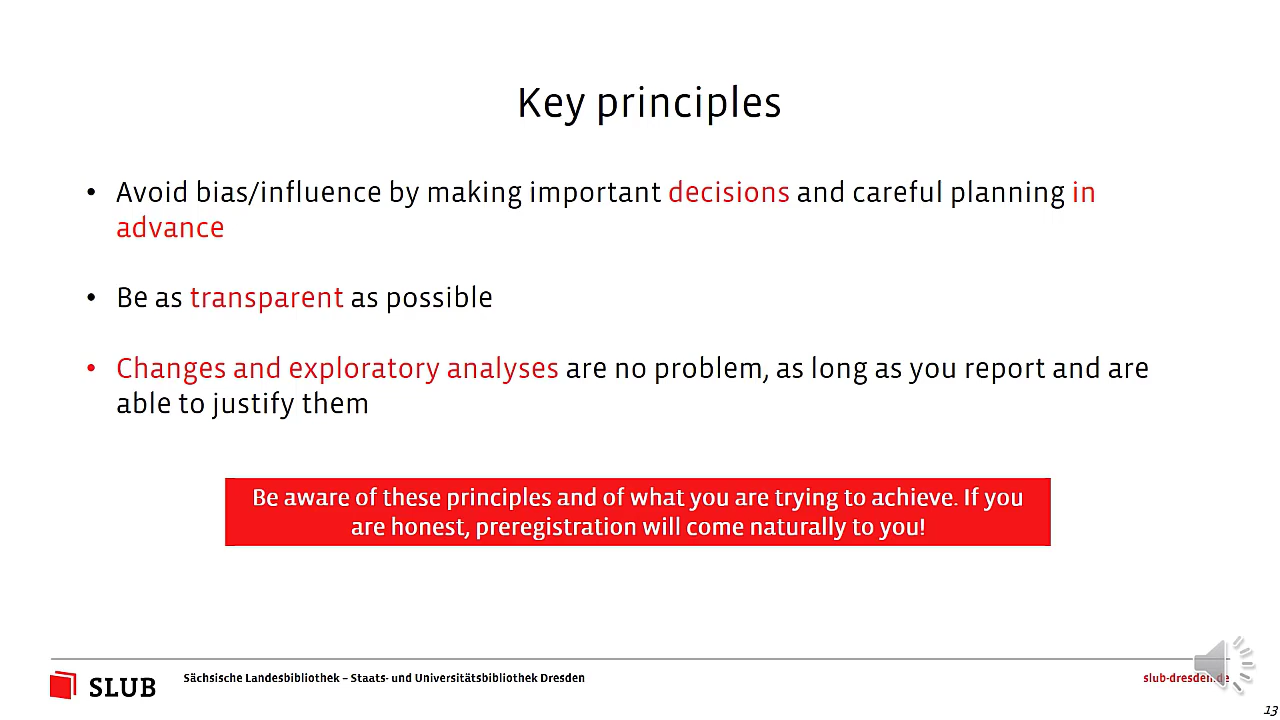 Key principles
• Avoid bias/influence by making important decisions and careful planning in
advance
• Be as transparent as possible
• Changes and exploratory analyses are no problem, as long as you report and are
able to justify them
Be aware of these principles and of what you are trying to achieve. If you
are honest, preregistration will come naturally to you!
SLUB
Sächsische Landesbibliothek – Staats- und Universitätsbibliothek Dresden
slub-dresden.de
13